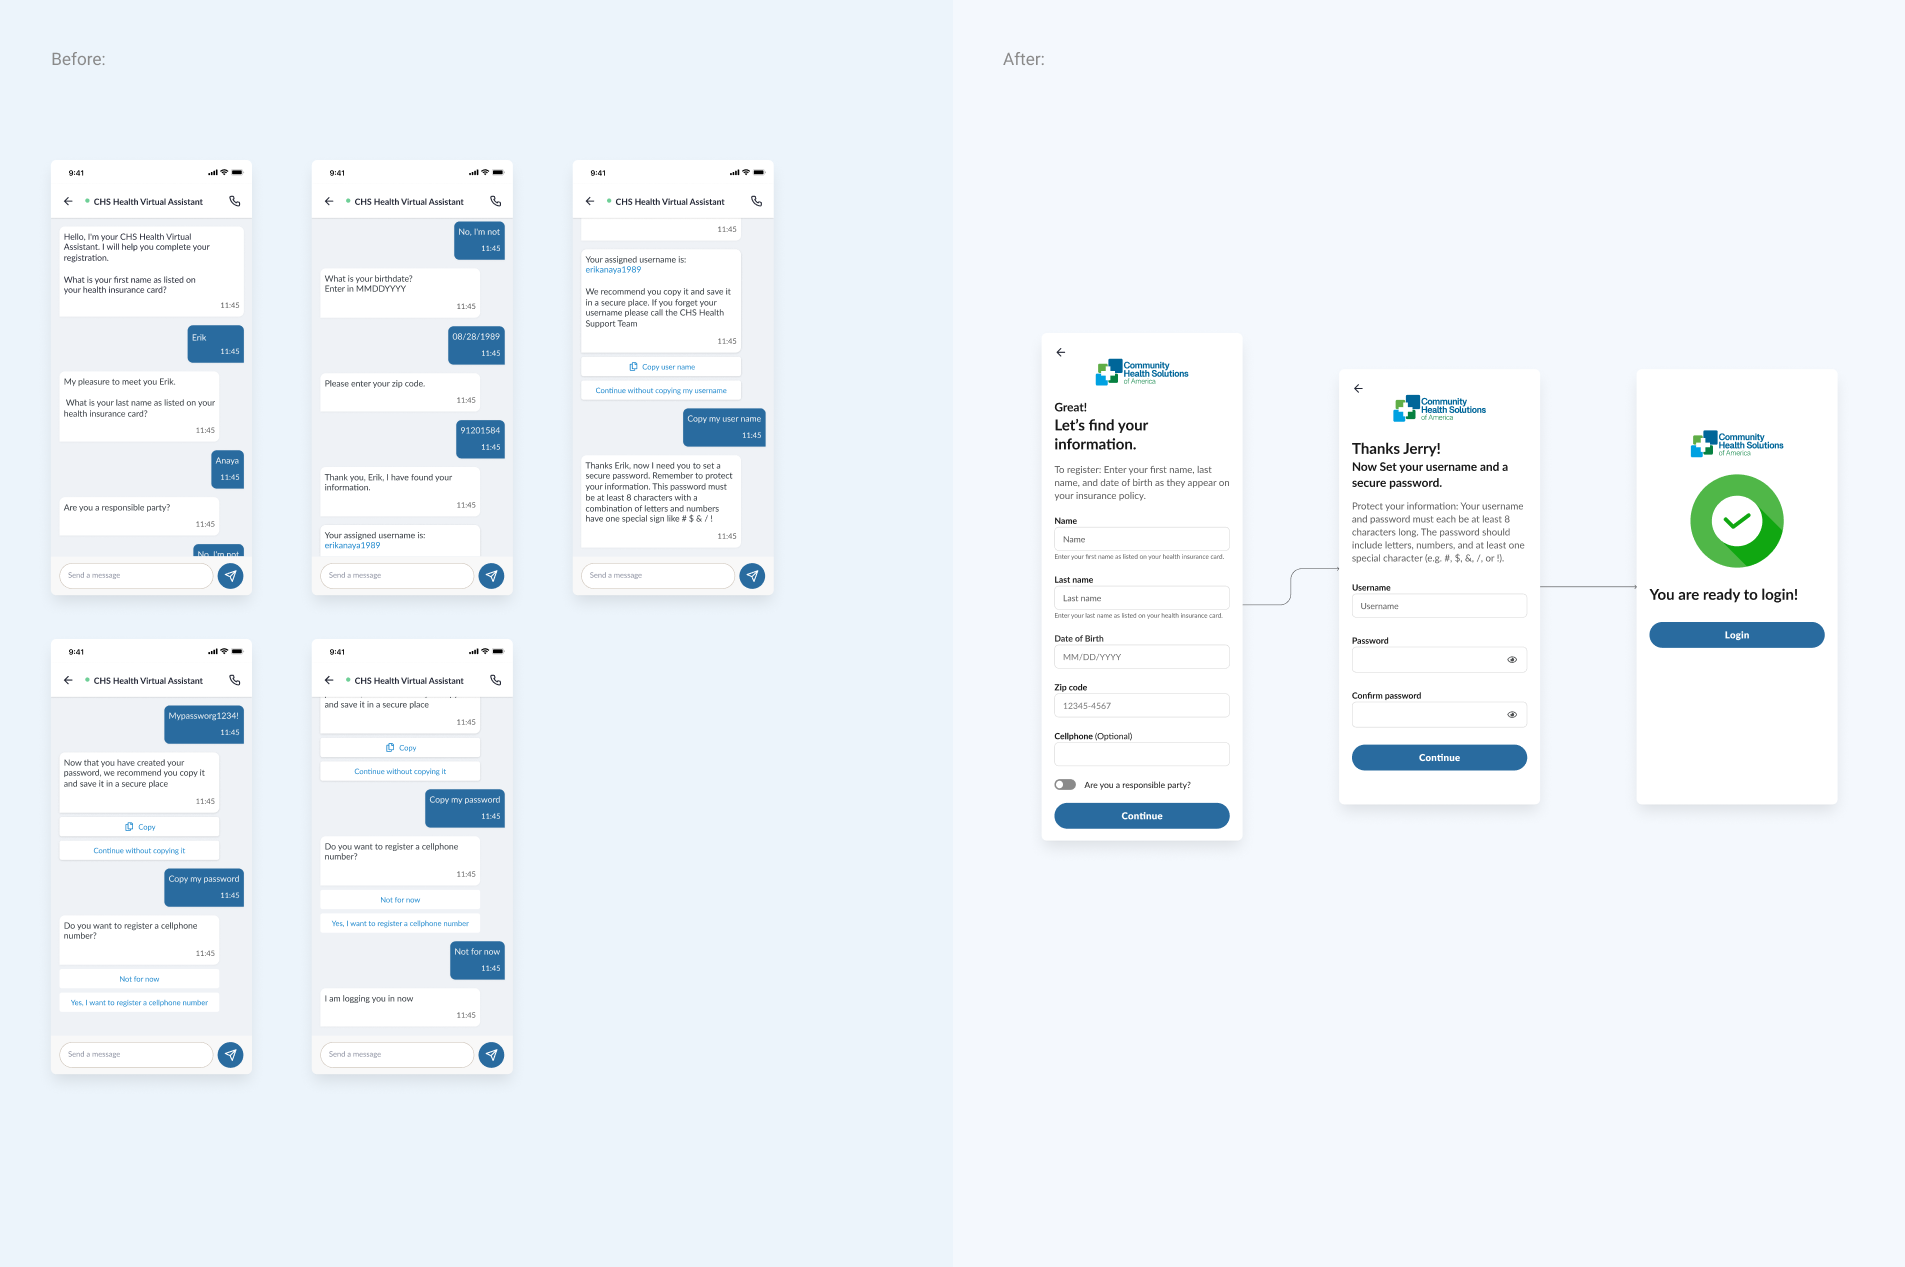 Before:
9:41
CHS Health Virtual Assistant
Hello, I'm your CHS Health Virtual
Assistant. I will help you complete your
registration.
What is your first name as listed on
your health insurance card?
11:45
Erik
11:45
My pleasure to meet you Erik.
What is your last name as listed on your
health insurance card?
11:45
Anaya
11:45
Are you a responsible party?
11:45
No, I'm not
Send a message
9:41
CHS Health Virtual Assistant
No, I'm not
11:45
What is your birthdate?
Enter in MMDDYYYY
11:45
08/28/1989
11:45
Please enter your zip code.
11:45
91201584
11:45
Thank you, Erik, I have found your
information.
11:45
Your assigned username is:
erikanaya1989
Send a message
9:41
CHS Health Virtual Assistant
11:45
Your assigned username is:
erikanaya1989
We recommend you copy it and save it
in a secure place. If you forget your
username please call the CHS Health
Support Team
11:45
Copy user name
Continue without copying my username
Copy my user name
11:45
Thanks Erik, now I need you to set a
secure password. Remember to protect
your information. This password must
be at least 8 characters with a
combination of letters and numbers
have one special sign like # $ & / !
11:45
Send a message
9:41
CHS Health Virtual Assistant
Mypassworg1234!
11:45
Now that you have created your
password, we recommend you copy it
and save it in a secure place
11:45
Copy
Continue without copying it
Copy my password
11:45
Do you want to register a cellphone
number?
11:45
Not for now
Yes, I want to register a cellphone number
Send a message
9:41
CHS Health Virtual Assistant
and save it in a secure place
11:45
Copy
Continue without copying it
Copy my password
11:45
Do you want to register a cellphone
number?
11:45
Not for now
Yes, I want to register a cellphone number
Not for now
11:45
I am logging you in now
11:45
Send a message
After:
Community
Health Solutions
of America
Great!
Let's find your
information.
To register: Enter your first name, last
name, and date of birth as they appear on
your insurance policy.
Name
Name
Enter your first name as listed on your health insurance card.
Last name
Last name
Enter your last name as listed on your health insurance card.
Date of Birth
MM/DD/YYYY
Zip code
12345-4567
Cellphone (Optional)
Are you a responsible party?
Continue
Community
Health Solutions
of America
Thanks Jerry!
Now Set your username and a
secure password.
Protect your information: Your username
and password must each be at least 8
characters long. The password should
include letters, numbers, and at least one
special character (e.g. #, $, &, /, or !).
Username
Username
Password
Confirm password
Continue
Community
Health Solutions
of America
You are ready to login!
Login